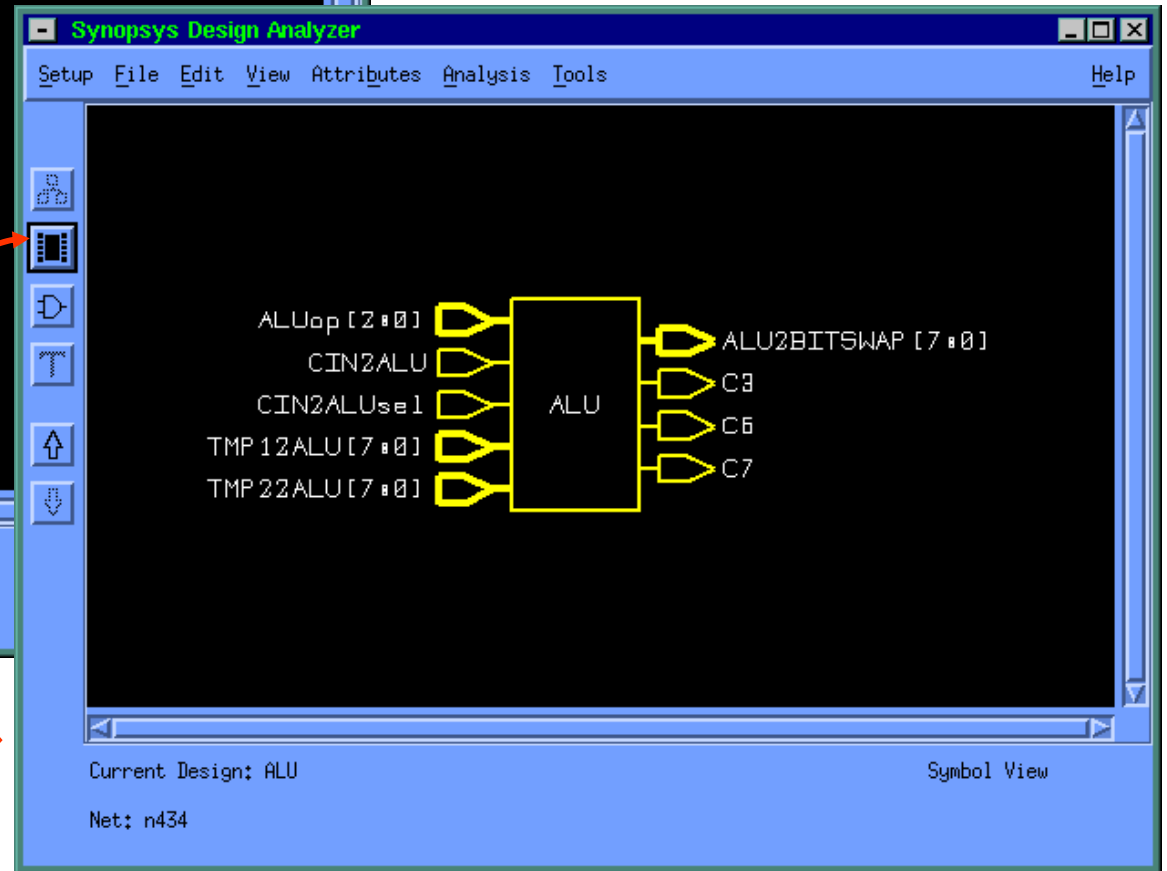 Synopsys Design Analyzer
Setup File Edit View Attributes Analysis Tools Help
ALUop[2:0]
CIN2ALU
CIN2ALUsel
TMP12ALU[7:0]
TMP22ALU[7:0]
ALU
ALU2BITSWAP[7:0]
C3
C6
C7
Current Design: ALU Symbol View
Net: n434